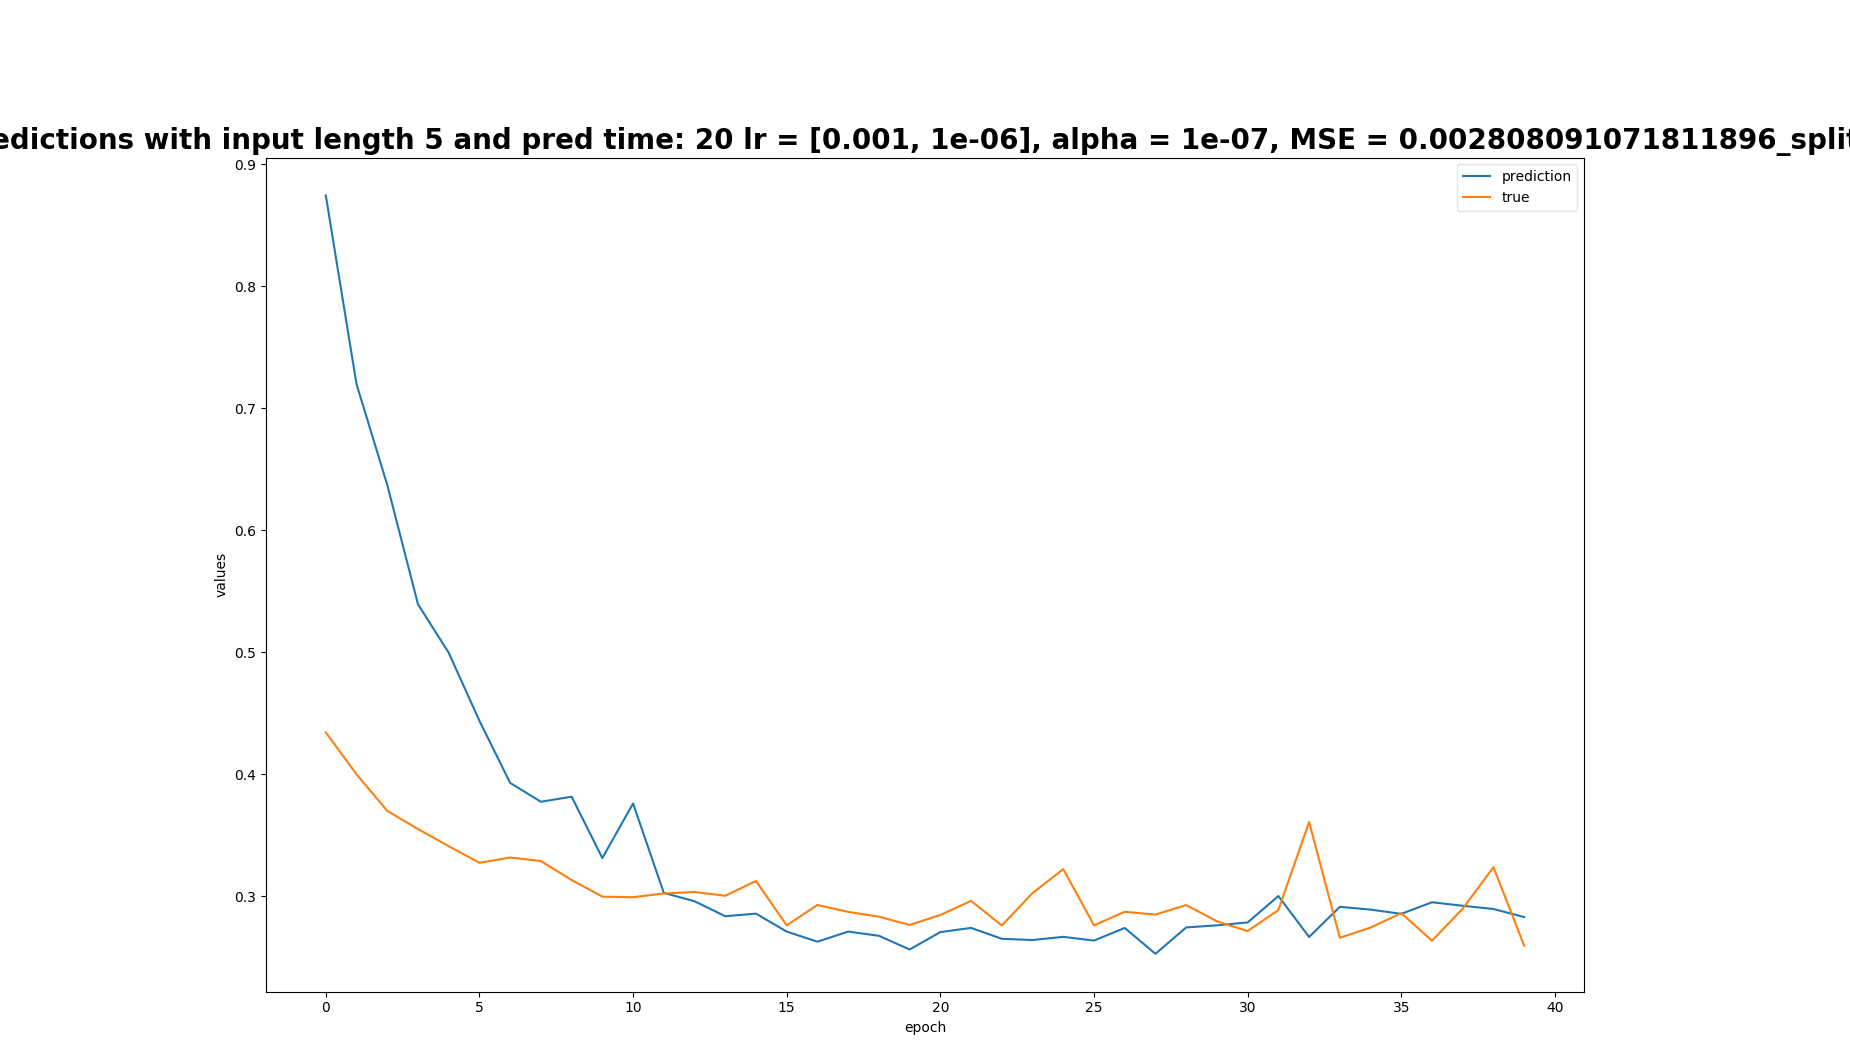 edictions with input length 5 and pred time: 20 lr = [0.001, 1e-06], alpha = 1e-07, MSE = 0.002808091071811896_split
prediction
true
0.9
0.8
0.7
0.6
0.5
0.4
0.3
values
0 5 10 15 20 25 30 35 40
epoch